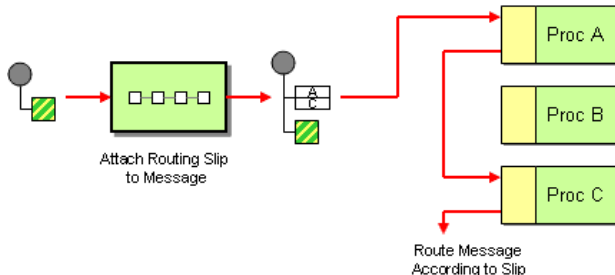 Attach Routing Slip
to Message
A
C
Proc A
Proc B
Proc C
Route Message
According to Slip